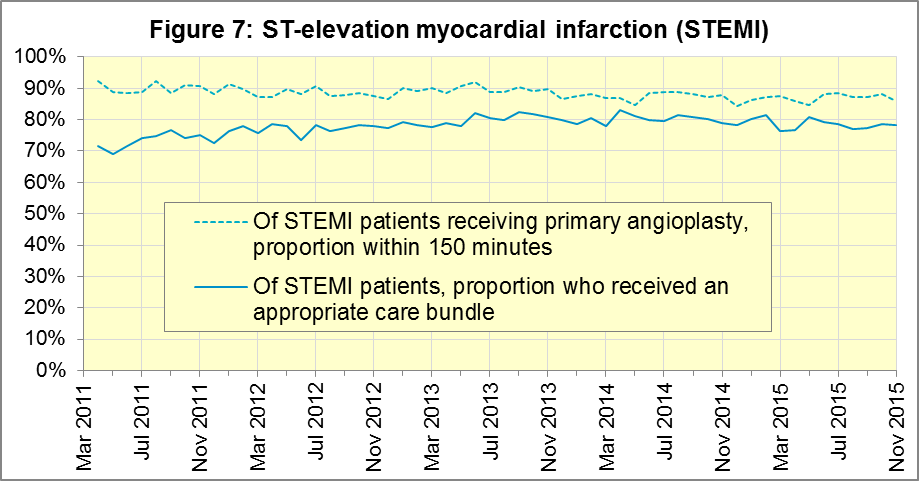 Figure 7: ST-elevation myocardial infarction (STEMI)
100%
90%
80%
70%
60%
50%
40%
30%
20%
10%
0%
Of STEMI patients receiving primary angioplasty,
proportion within 150 minutes
Of STEMI patients, proportion who received an
appropriate care bundle
Mar 2011
Jul 2011
Nov 2011
Mar 2012
Jul 2012
Nov 2012
Mar 2013
Jul 2013
Nov 2013
Mar 2014
Jul 2014
Nov 2014
Mar 2015
Jul 2015
Nov 2015